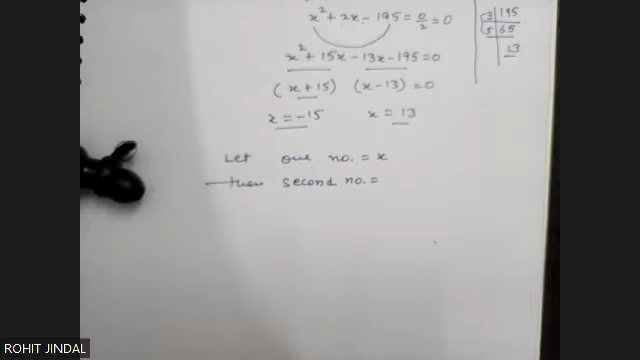 x² + 2x - 195 = 0/2 = 0
x² + 15x - 13x - 195 = 0
(x + 15) (x - 13) = 0
x = -15 x = 13
Let one no. = x
then second no. =
3 | 195
5 | 65
13
ROHIT JINDAL